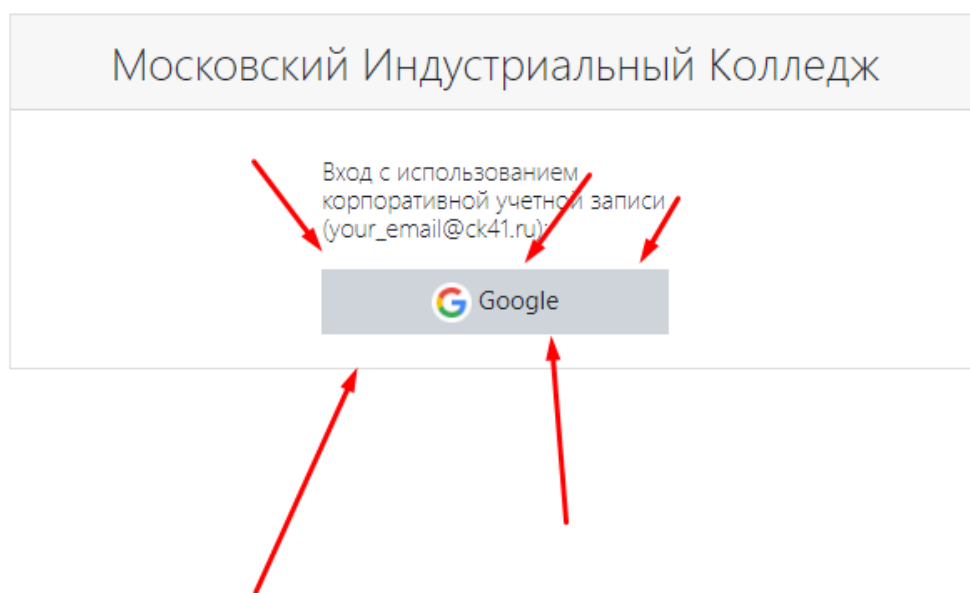 Московский Индустриальный Колледж
Вход с использованием
корпоративной учетной записи
(your_email@ck41.ru):
Google